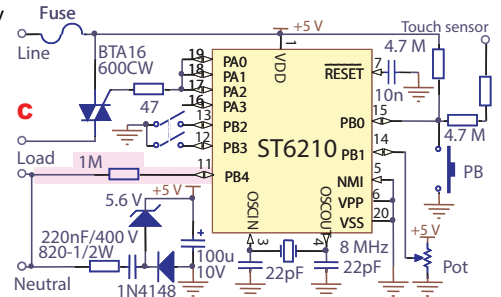 Fuse
Line
BTA16
600CW
47
C
Load
1M
5.6 V
+5 V
220nF/400 V
820-1/2W
Neutral
1N4148
100u
10V
+5 V
1
VDD
19 PA0
18 PA1
17 PA2
16 PA3
13 PB2
12 PB3
11 PB4
ST6210
RESET 7
10n
PB0 15
PB1 14
NMI 5
VPP 6
VSS 20
OSCIN
3
OSCOUT
4
8 MHz
22pF
22pF
Touch sensor
4.7 M
4.7 M
PB
+5 V
Pot